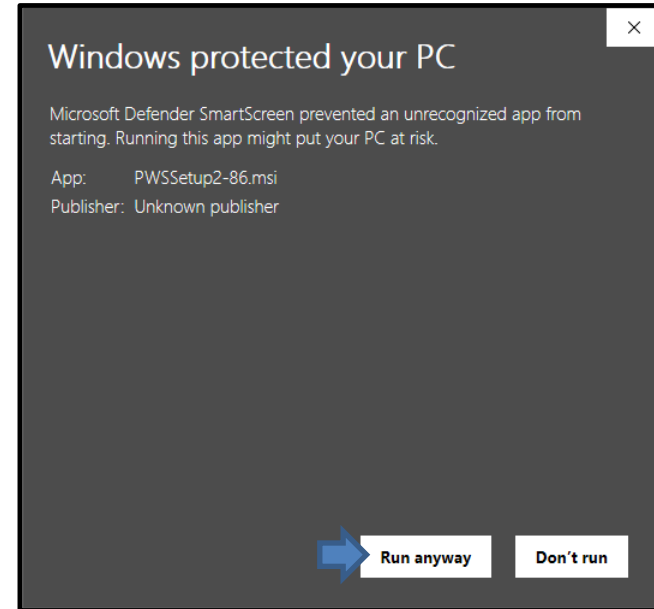 Windows protected your PC
Microsoft Defender SmartScreen prevented an unrecognized app from
starting. Running this app might put your PC at risk.
App: PWSSetup2-86.msi
Publisher: Unknown publisher
Run anyway Don't run